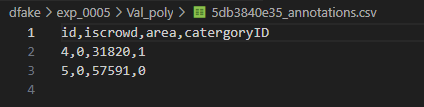 dfake > exp_0005 > Val_poly > 5db3840e35_annotations.csv
1 id,iscrowd,area,catergoryID
2 4,0,31820,1
3 5,0,57591,0